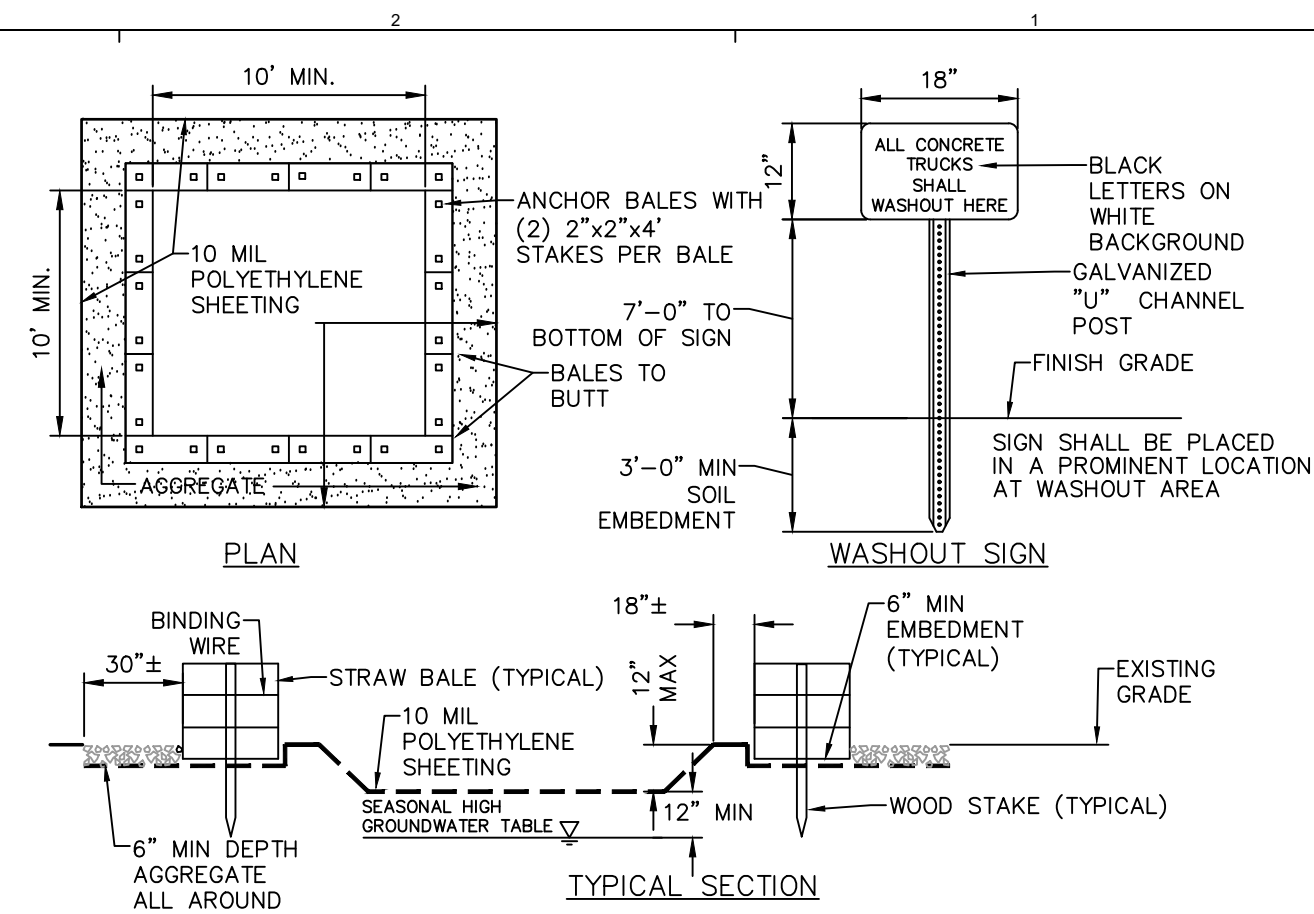 2
1
10' MIN.
10' MIN.
10 MIL
POLYETHYLENE
SHEETING
ANCHOR BALES WITH
(2) 2"x2"x4'
STAKES PER BALE
BALES TO
BUTT
AGGREGATE
PLAN
18"
12"
ALL CONCRETE
TRUCKS
SHALL
WASHOUT HERE
BLACK
LETTERS ON
WHITE
BACKGROUND
GALVANIZED
"U" CHANNEL
POST
7'-0" TO
BOTTOM OF SIGN
FINISH GRADE
3'-0" MIN
SOIL
EMBEDMENT
SIGN SHALL BE PLACED
IN A PROMINENT LOCATION
AT WASHOUT AREA
WASHOUT SIGN
BINDING
WIRE
30"±
STRAW BALE (TYPICAL)
10 MIL
POLYETHYLENE
SHEETING
SEASONAL HIGH
GROUNDWATER TABLE
6" MIN DEPTH
AGGREGATE
ALL AROUND
18"±
12"
MAX
12" MIN
6" MIN
EMBEDMENT
(TYPICAL)
EXISTING
GRADE
WOOD STAKE (TYPICAL)
TYPICAL SECTION